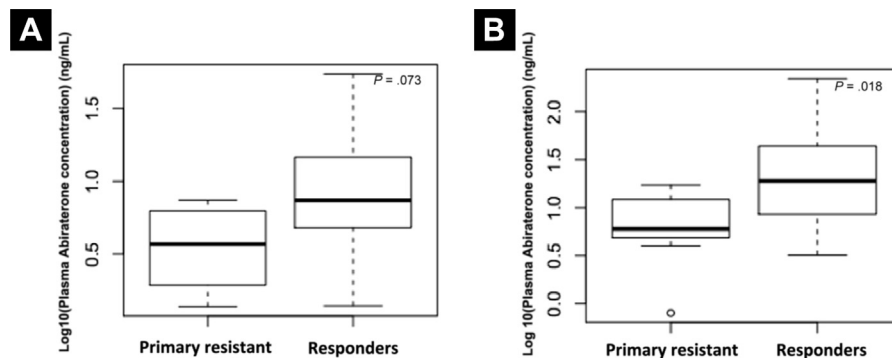 A
Log10(Plasma Abiraterone concentration) (ng/mL)
1.5
1.0
0.5
P = .073
Primary resistant
Responders
B
Log 10(Plasma Abiraterone concentration) (ng/mL)
2.0
1.5
1.0
0.5
0.0
P = .018
Primary resistant
Responders